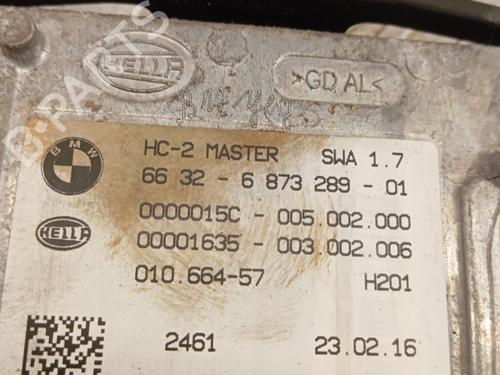 HELLA
>GD AL<
B-PARTS
BMW
HC-2 MASTER SWA 1.7
66 32 - 6 873 289 - 01
0000015C - 005.002.000
HELLA
00001635 - 003.002.006
010.664-57 H201
2461 23.02.16